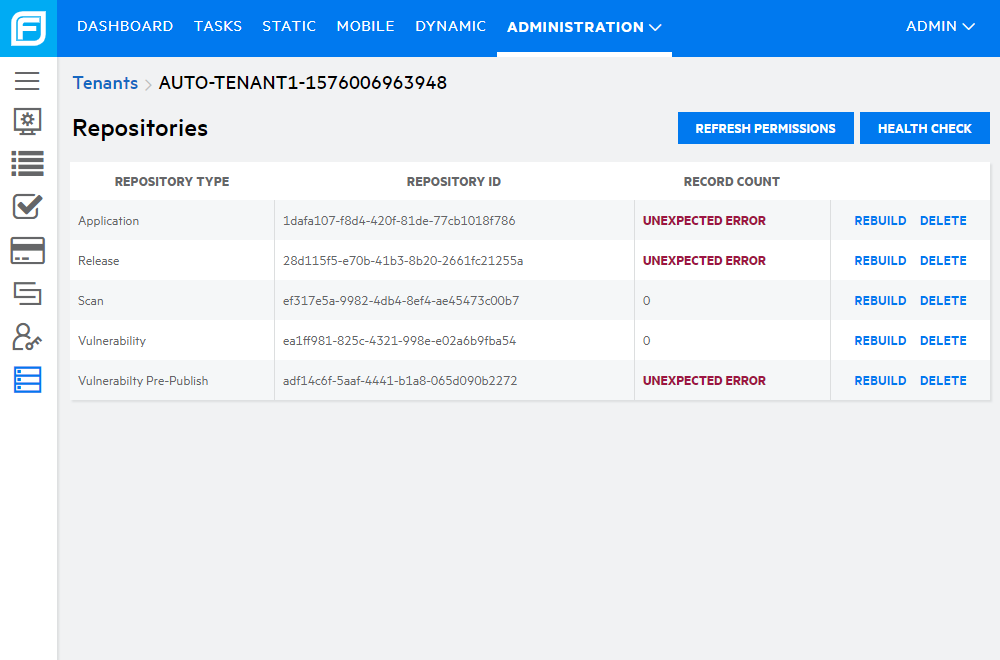 DASHBOARD TASKS STATIC MOBILE DYNAMIC ADMINISTRATION ADMIN
Tenants > AUTO-TENANT1-1576006963948
Repositories REFRESH PERMISSIONS HEALTH CHECK
REPOSITORY TYPE REPOSITORY ID RECORD COUNT
Application 1dafa107-f8d4-420f-81de-77cb1018f786 UNEXPECTED ERROR REBUILD DELETE
Release 28d115f5-e70b-41b3-8b20-2661fc21255a UNEXPECTED ERROR REBUILD DELETE
Scan ef317e5a-9982-4db4-8ef4-ae45473c00b7 0 REBUILD DELETE
Vulnerability ea1ff981-825c-4321-998e-e02a6b9fba54 0 REBUILD DELETE
Vulnerabilty Pre-Publish adf14c6f-5aaf-4441-b1a8-065d090b2272 UNEXPECTED ERROR REBUILD DELETE